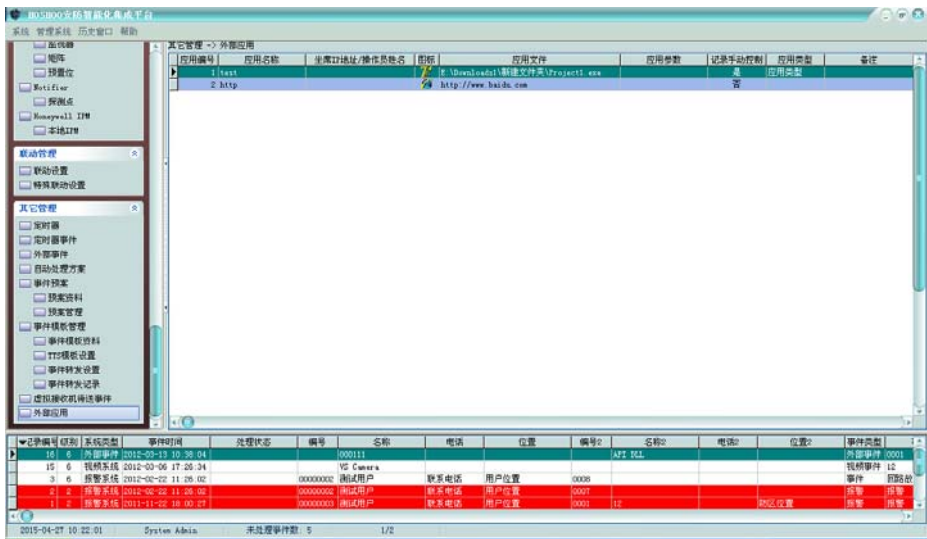 HO5800安防智能化集成平台
系统 管理系统 历史窗口 帮助
监视器
矩阵
预置位
Notifier
探测点
Honeywell IPM
本地IPM
联动管理
联动设置
特殊联动设置
其它管理
定时器
定时器事件
外部事件
自动处理方案
事件预案
预案资料
预案管理
事件模板管理
事件模板资料
TTS模板设置
事件转发设置
事件转发记录
虚拟接收机待送事件
外部应用
其它管理 -> 外部应用
应用编号 应用名称 坐席IP地址/操作员姓名 图标 应用文件 应用参数 记录手动控制 应用类型 备注
1 test E:\Downloads1\新建文件夹\Project1.exe 是 应用类型
2 http http://www.baidu.com 否
记录编号 级别 系统类型 事件时间 处理状态 编号 名称 电话 位置 编号2 名称2 电话2 位置2 事件类型
16 6 外部事件 2012-03-13 10:38:04 000111 API DLL 外部事件 0001
15 6 视频系统 2012-03-06 17:26:34 VS Camera 视频事件 12
3 6 报警系统 2012-02-22 11:26:02 00000002 测试用户 联系电话 用户位置 0008 事件 回路故
2 2 报警系统 2012-02-22 11:26:02 00000002 测试用户 联系电话 用户位置 0007 报警 报警
1 2 报警系统 2011-11-22 18:00:27 00000003 测试用户 联系电话 用户位置 0001 12 防区位置 报警 报警
2015-04-27 10:22:01 System Admin 未处理事件数: 5 1/2